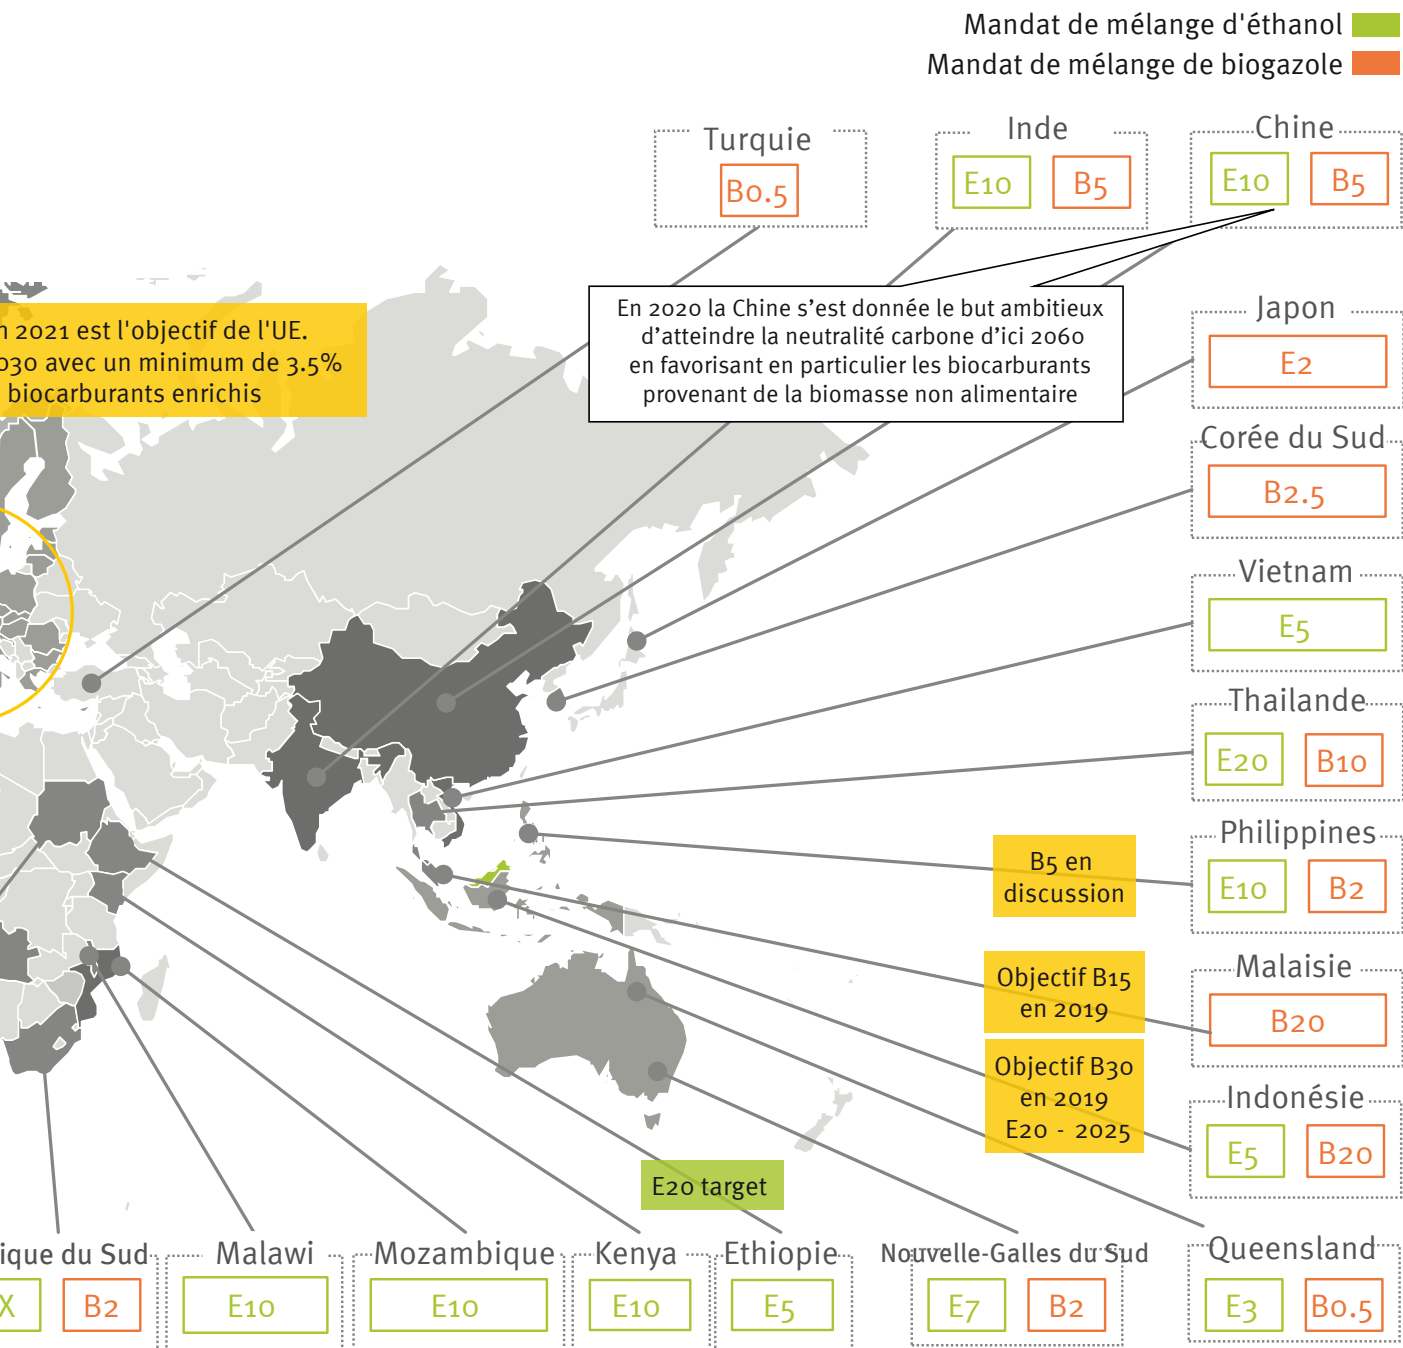 Mandat de mélange d'éthanol
Mandat de mélange de biogazole
Turquie
B0.5
Inde
E10 B5
Chine
E10 B5
En 2020 la Chine s’est donnée le but ambitieux
d’atteindre la neutralité carbone d’ici 2060
en favorisant en particulier les biocarburants
provenant de la biomasse non alimentaire
n 2021 est l'objectif de l'UE.
030 avec un minimum de 3.5%
biocarburants enrichis
Japon
E2
Corée du Sud
B2.5
Vietnam
E5
Thailande
E20 B10
Philippines
E10 B2
B5 en
discussion
Malaisie
B20
Objectif B15
en 2019
Objectif B30
en 2019
E20 - 2025
Indonésie
E5 B20
E20 target
ique du Sud
X B2
Malawi
E10
Mozambique
E10
Kenya
E10
Ethiopie
E5
Nouvelle-Galles du Sud
E7 B2
Queensland
E3 B0.5